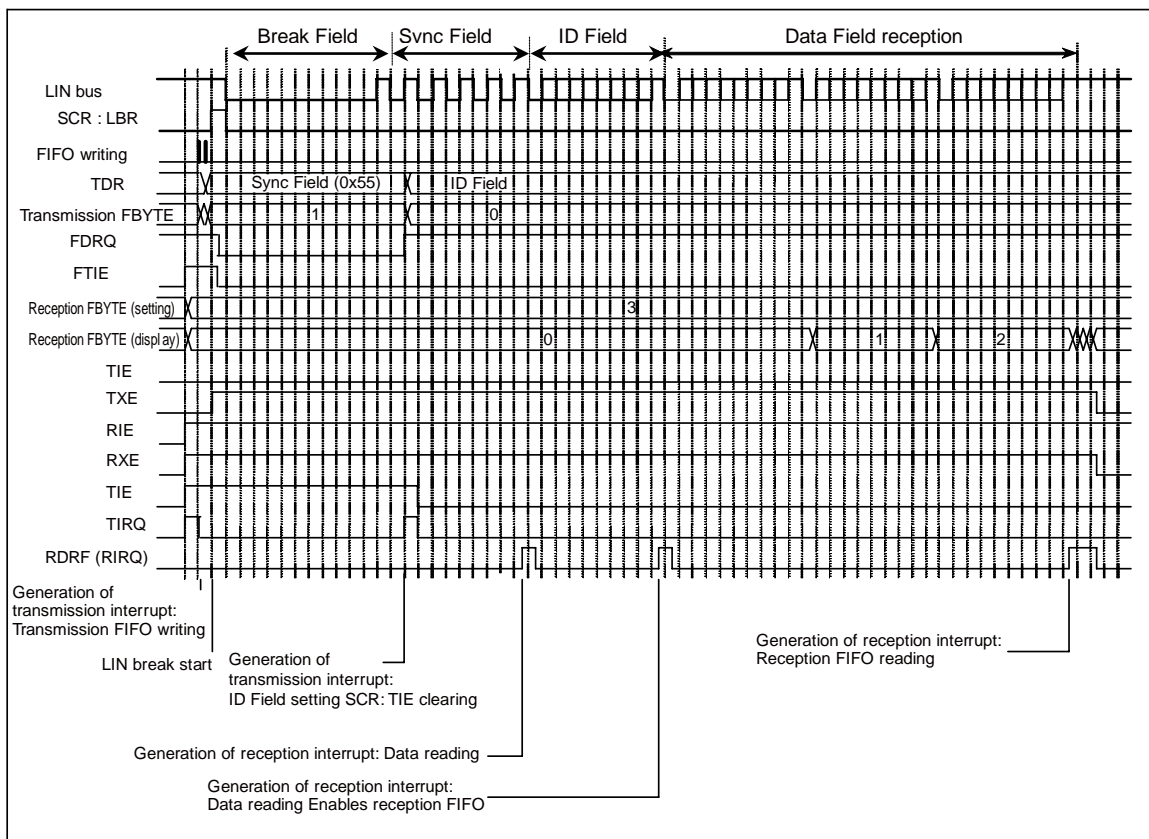 Break Field Svnc Field ID Field Data Field reception
LIN bus
SCR : LBR
FIFO writing
TDR Sync Field (0x55) ID Field
Transmission FBYTE 1 0
FDRQ
FTIE
Reception FBYTE (setting) 3
Reception FBYTE (display) 0 1 2
TIE
TXE
RIE
RXE
TIE
TIRQ
RDRF (RIRQ)
Generation of
transmission interrupt:
Transmission FIFO writing
LIN break start
Generation of
transmission interrupt:
ID Field setting SCR: TIE clearing
Generation of reception interrupt:
Reception FIFO reading
Generation of reception interrupt: Data reading
Generation of reception interrupt:
Data reading Enables reception FIFO